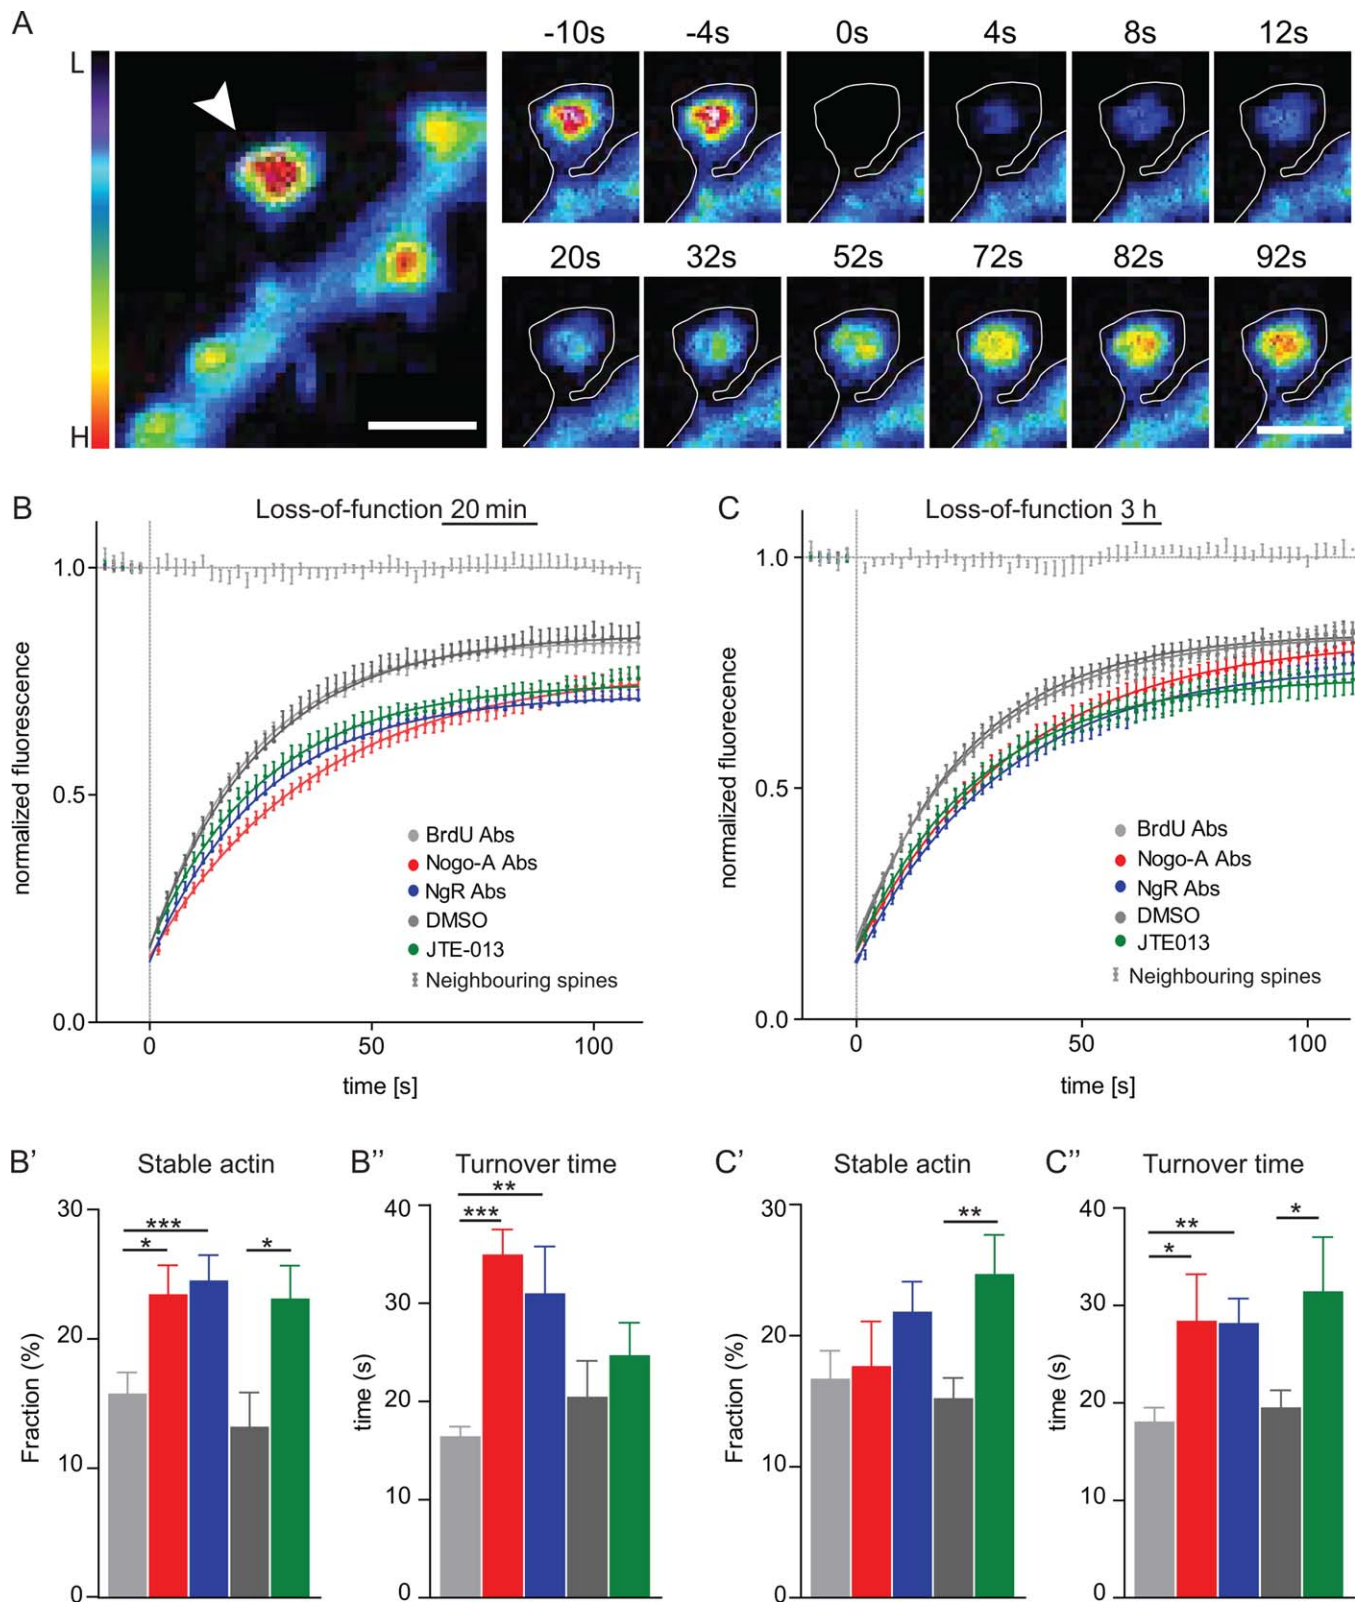 A
L
H
-10s -4s 0s 4s 8s 12s
20s 32s 52s 72s 82s 92s
B Loss-of-function 20 min
normalized fluorescence
1.0
0.5
0.0
0 50 100
time [s]
BrdU Abs
Nogo-A Abs
NgR Abs
DMSO
JTE-013
Neighbouring spines
C Loss-of-function 3 h
normalized fluorecence
1.0
0.5
0.0
0 50 100
time [s]
BrdU Abs
Nogo-A Abs
NgR Abs
DMSO
JTE013
Neighbouring spines
B' Stable actin
Fraction (%)
30
20
10
0
***
* *
B'' Turnover time
time (s)
40
30
20
10
0
**
***
C' Stable actin
Fraction (%)
30
20
10
0
**
C'' Turnover time
time (s)
40
30
20
10
0
*
**
*